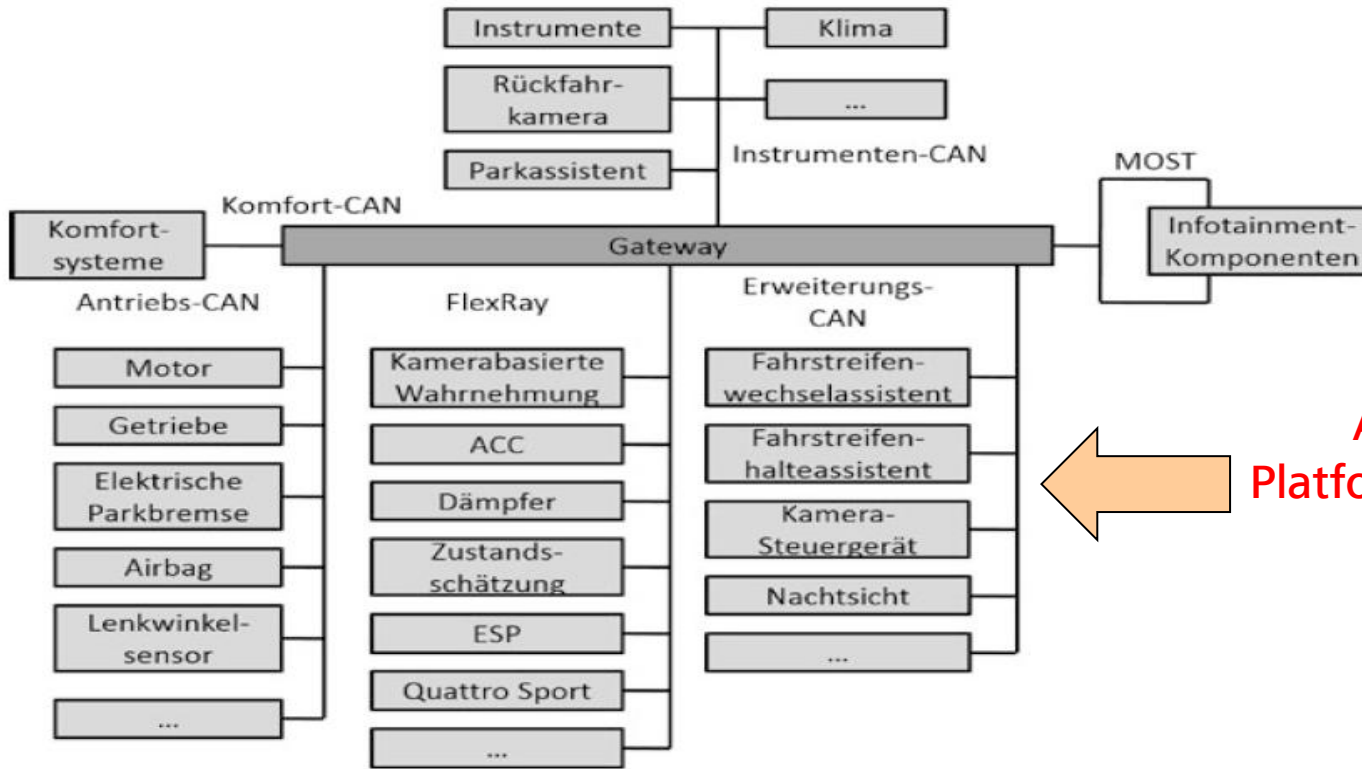 Instrumente
Klima
Rückfahr-
kamera
...
Parkassistent
Instrumenten-CAN
MOST
Komfort-CAN
Komfort-
systeme
Gateway
Infotainment-
Komponenten
Antriebs-CAN
FlexRay
Erweiterungs-
CAN
Motor
Getriebe
Elektrische
Parkbremse
Airbag
Lenkwinkel-
sensor
...
Kamerabasierte
Wahrnehmung
ACC
Dämpfer
Zustands-
schätzung
ESP
Quattro Sport
...
Fahrstreifen-
wechselassistent
Fahrstreifen-
halteassistent
Kamera-
Steuergerät
Nachtsicht
...
Platfo